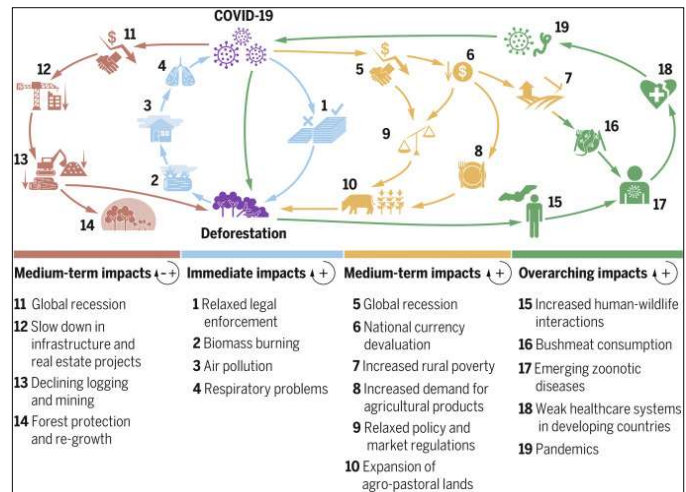 COVID-19
11
19
6
4
12
5
7
18
1
3
16
9
13
8
2
10
15
17
14
Deforestation
Medium-term impacts - +
11 Global recession
12 Slow down in
infrastructure and
real estate projects
13 Declining logging
and mining
14 Forest protection
and re-growth
Immediate impacts +
1 Relaxed legal
enforcement
2 Biomass burning
3 Air pollution
4 Respiratory problems
Medium-term impacts +
5 Global recession
6 National currency
devaluation
7 Increased rural poverty
8 Increased demand for
agricultural products
9 Relaxed policy and
market regulations
10 Expansion of
agro-pastoral lands
Overarching impacts +
15 Increased human-wildlife
interactions
16 Bushmeat consumption
17 Emerging zoonotic
diseases
18 Weak healthcare systems
in developing countries
19 Pandemics